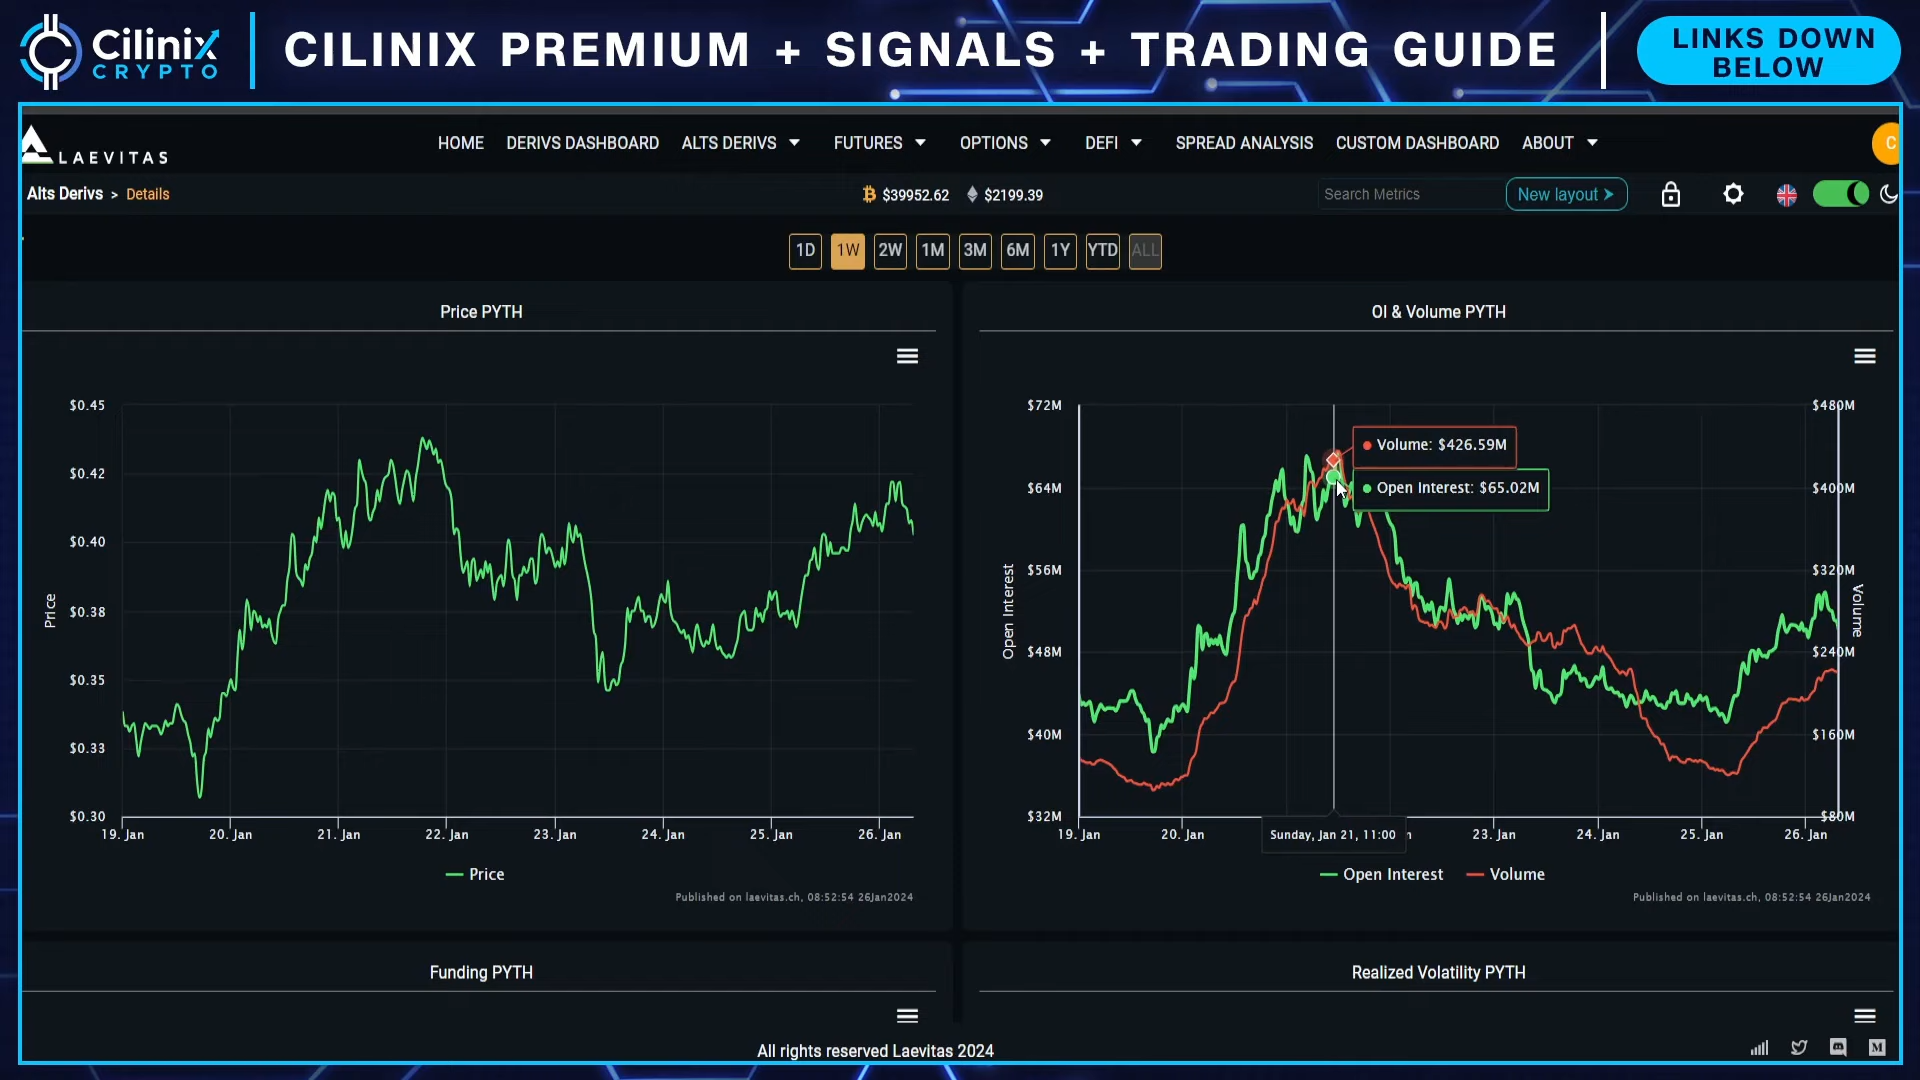 Cilinix
CRYPTO
CILINIX PREMIUM + SIGNALS + TRADING GUIDE
LINKS DOWN
BELOW
LAEVITAS
HOME DERIVS DASHBOARD ALTS DERIVS FUTURES OPTIONS DEFI SPREAD ANALYSIS CUSTOM DASHBOARD ABOUT
C
Alts Derivs > Details
$39952.62 $2199.39
Search Metrics
New layout
1D 1W 2W 1M 3M 6M 1Y YTD ALL
Price PYTH
$0.45
$0.42
$0.40
$0.38
$0.35
$0.33
$0.30
Price
19. Jan 20. Jan 21. Jan 22. Jan 23. Jan 24. Jan 25. Jan 26. Jan
Price
Published on laevitas.ch, 08:52:54 26Jan2024
OI & Volume PYTH
$72M
$64M
$56M
$48M
$40M
$32M
Open Interest
Volume: $426.59M
Open Interest: $65.02M
$480M
$400M
$320M
$240M
$160M
$80M
Volume
19. Jan 20. Jan Sunday, Jan 21, 11:00 23. Jan 24. Jan 25. Jan 26. Jan
Open Interest Volume
Published on laevitas.ch, 08:52:54 26Jan2024
Funding PYTH
Realized Volatility PYTH
All rights reserved Laevitas 2024